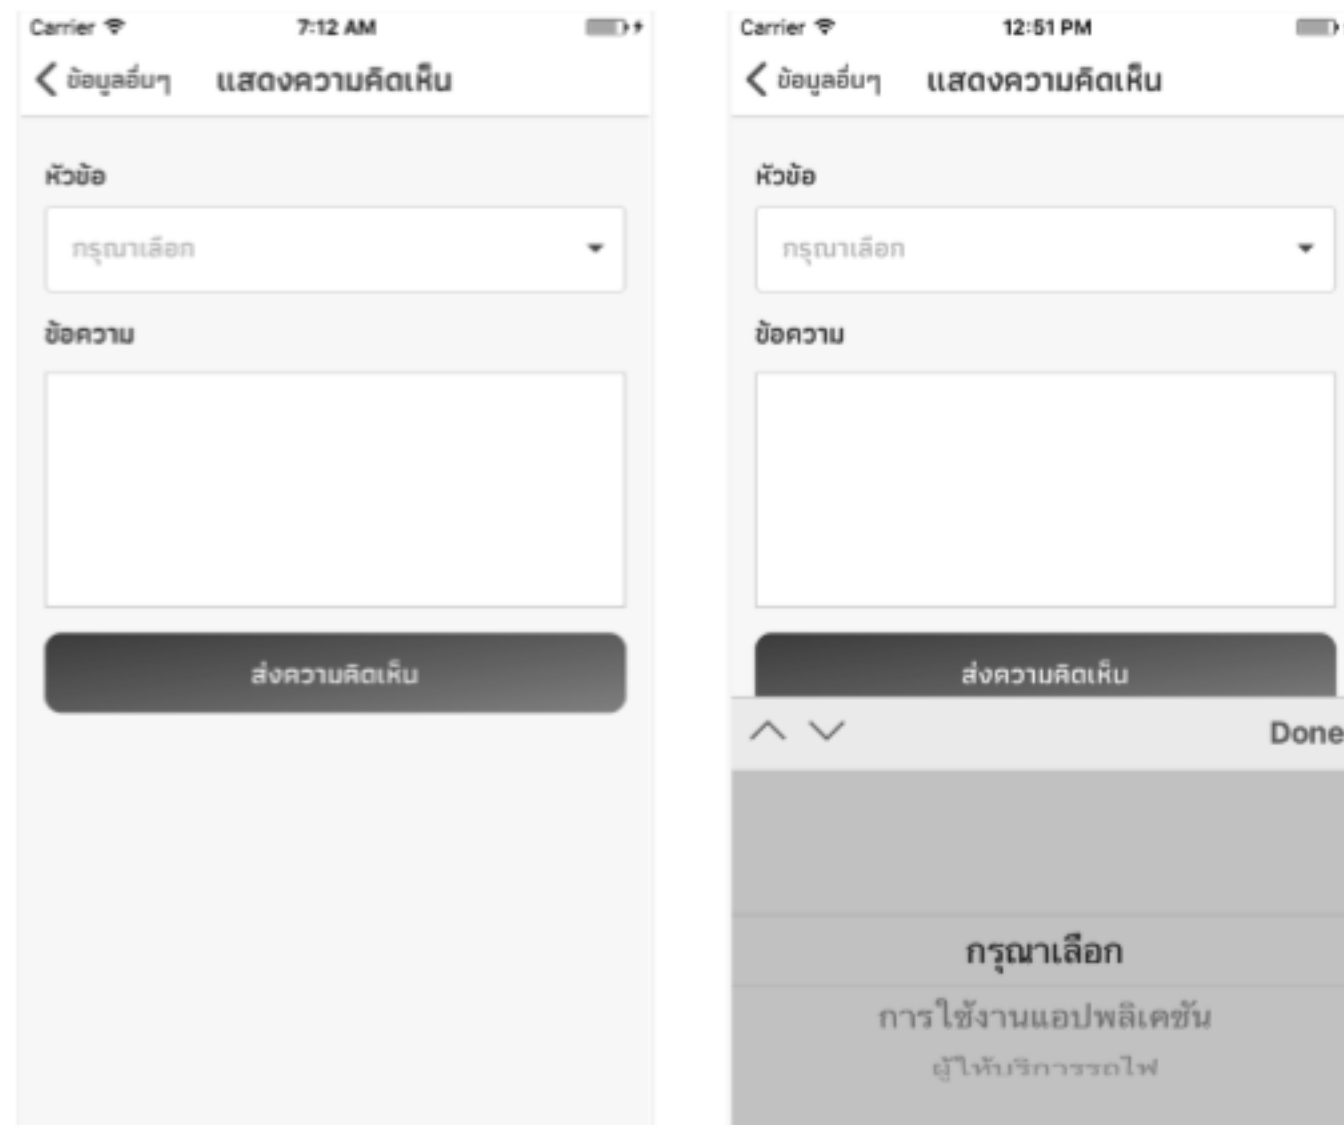 Carrier 7:12 AM
ข้อมูลอื่นๆ แสดงความคิดเห็น
หัวข้อ
กรุณาเลือก
ข้อความ
ส่งความคิดเห็น
Carrier 12:51 PM
ข้อมูลอื่นๆ แสดงความคิดเห็น
หัวข้อ
กรุณาเลือก
ข้อความ
ส่งความคิดเห็น
Done
กรุณาเลือก
การใช้งานแอปพลิเคชัน
ผู้ให้บริการรถไฟ